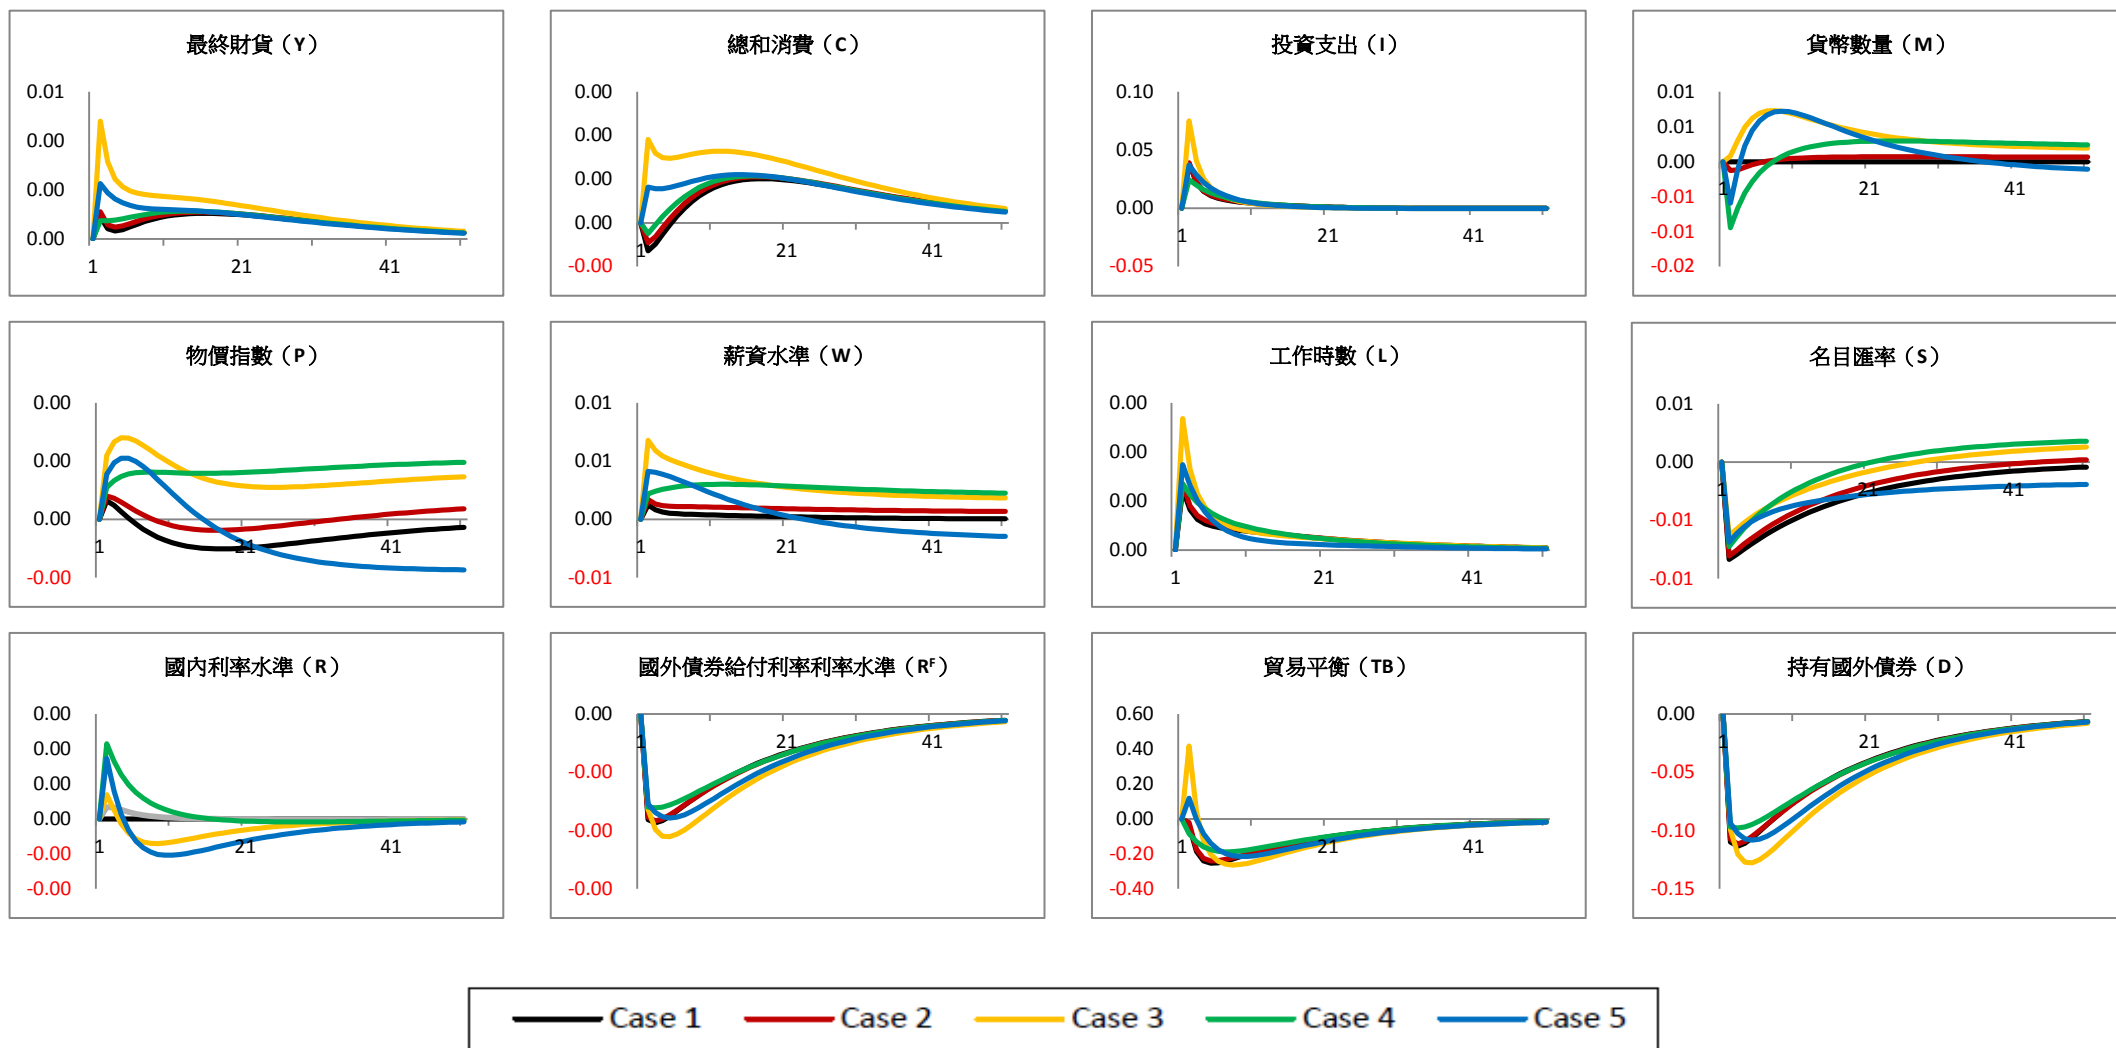 最終財貨（Y）
0.01
0.00
0.00
0.00
1 21 41
總和消費（C）
0.00
0.00
0.00
0.00
-0.00
1 21 41
投資支出（I）
0.10
0.05
0.00
-0.05
1 21 41
貨幣數量（M）
0.01
0.01
0.00
-0.01
-0.01
-0.02
1 21 41
物價指數（P）
0.00
0.00
0.00
-0.00
1 21 41
薪資水準（W）
0.01
0.01
0.00
-0.01
1 21 41
工作時數（L）
0.00
0.00
0.00
0.00
1 21 41
名目匯率（S）
0.01
0.00
-0.01
-0.01
1 21 41
國內利率水準（R）
0.00
0.00
0.00
0.00
-0.00
-0.00
1 21 41
國外債券給付利率利率水準（Rᶠ）
0.00
-0.00
-0.00
-0.00
1 21 41
貿易平衡（TB）
0.60
0.40
0.20
0.00
-0.20
-0.40
1 21 41
持有國外債券（D）
0.00
-0.05
-0.10
-0.15
1 21 41
Case 1 Case 2 Case 3 Case 4 Case 5